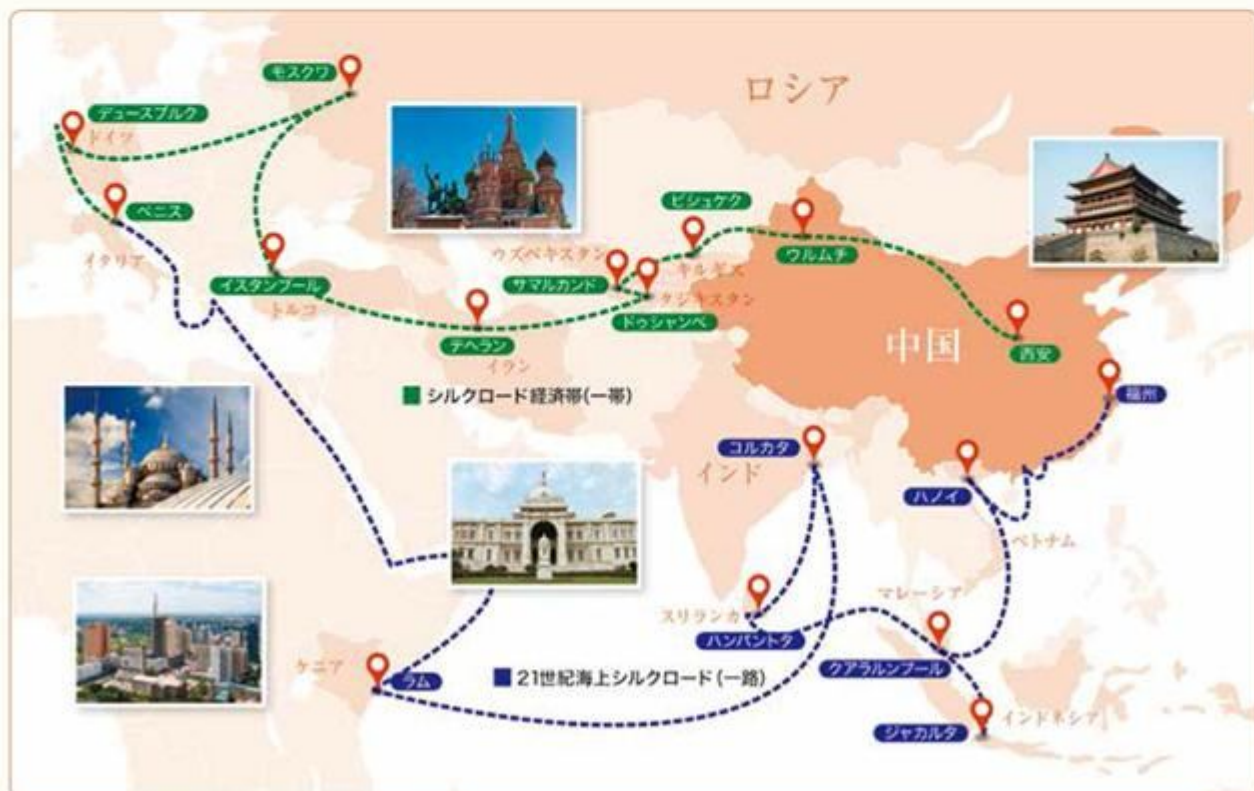 モスクワ
ロシア
デュースブルク
ドイツ
ベニス
イタリア
ビシュケク
ウズベキスタン
キルギス
ウルムチ
イスタンブール
トルコ
サマルカンド
タジキスタン
ドゥシャンベ
テヘラン
イラン
中国
西安
シルクロード経済帯(一帯)
福州
コルカタ
インド
ハノイ
ベトナム
マレーシア
スリランカ
ハンバントタ
クアラルンプール
ケニア
ラム
21世紀海上シルクロード(一路)
インドネシア
ジャカルタ